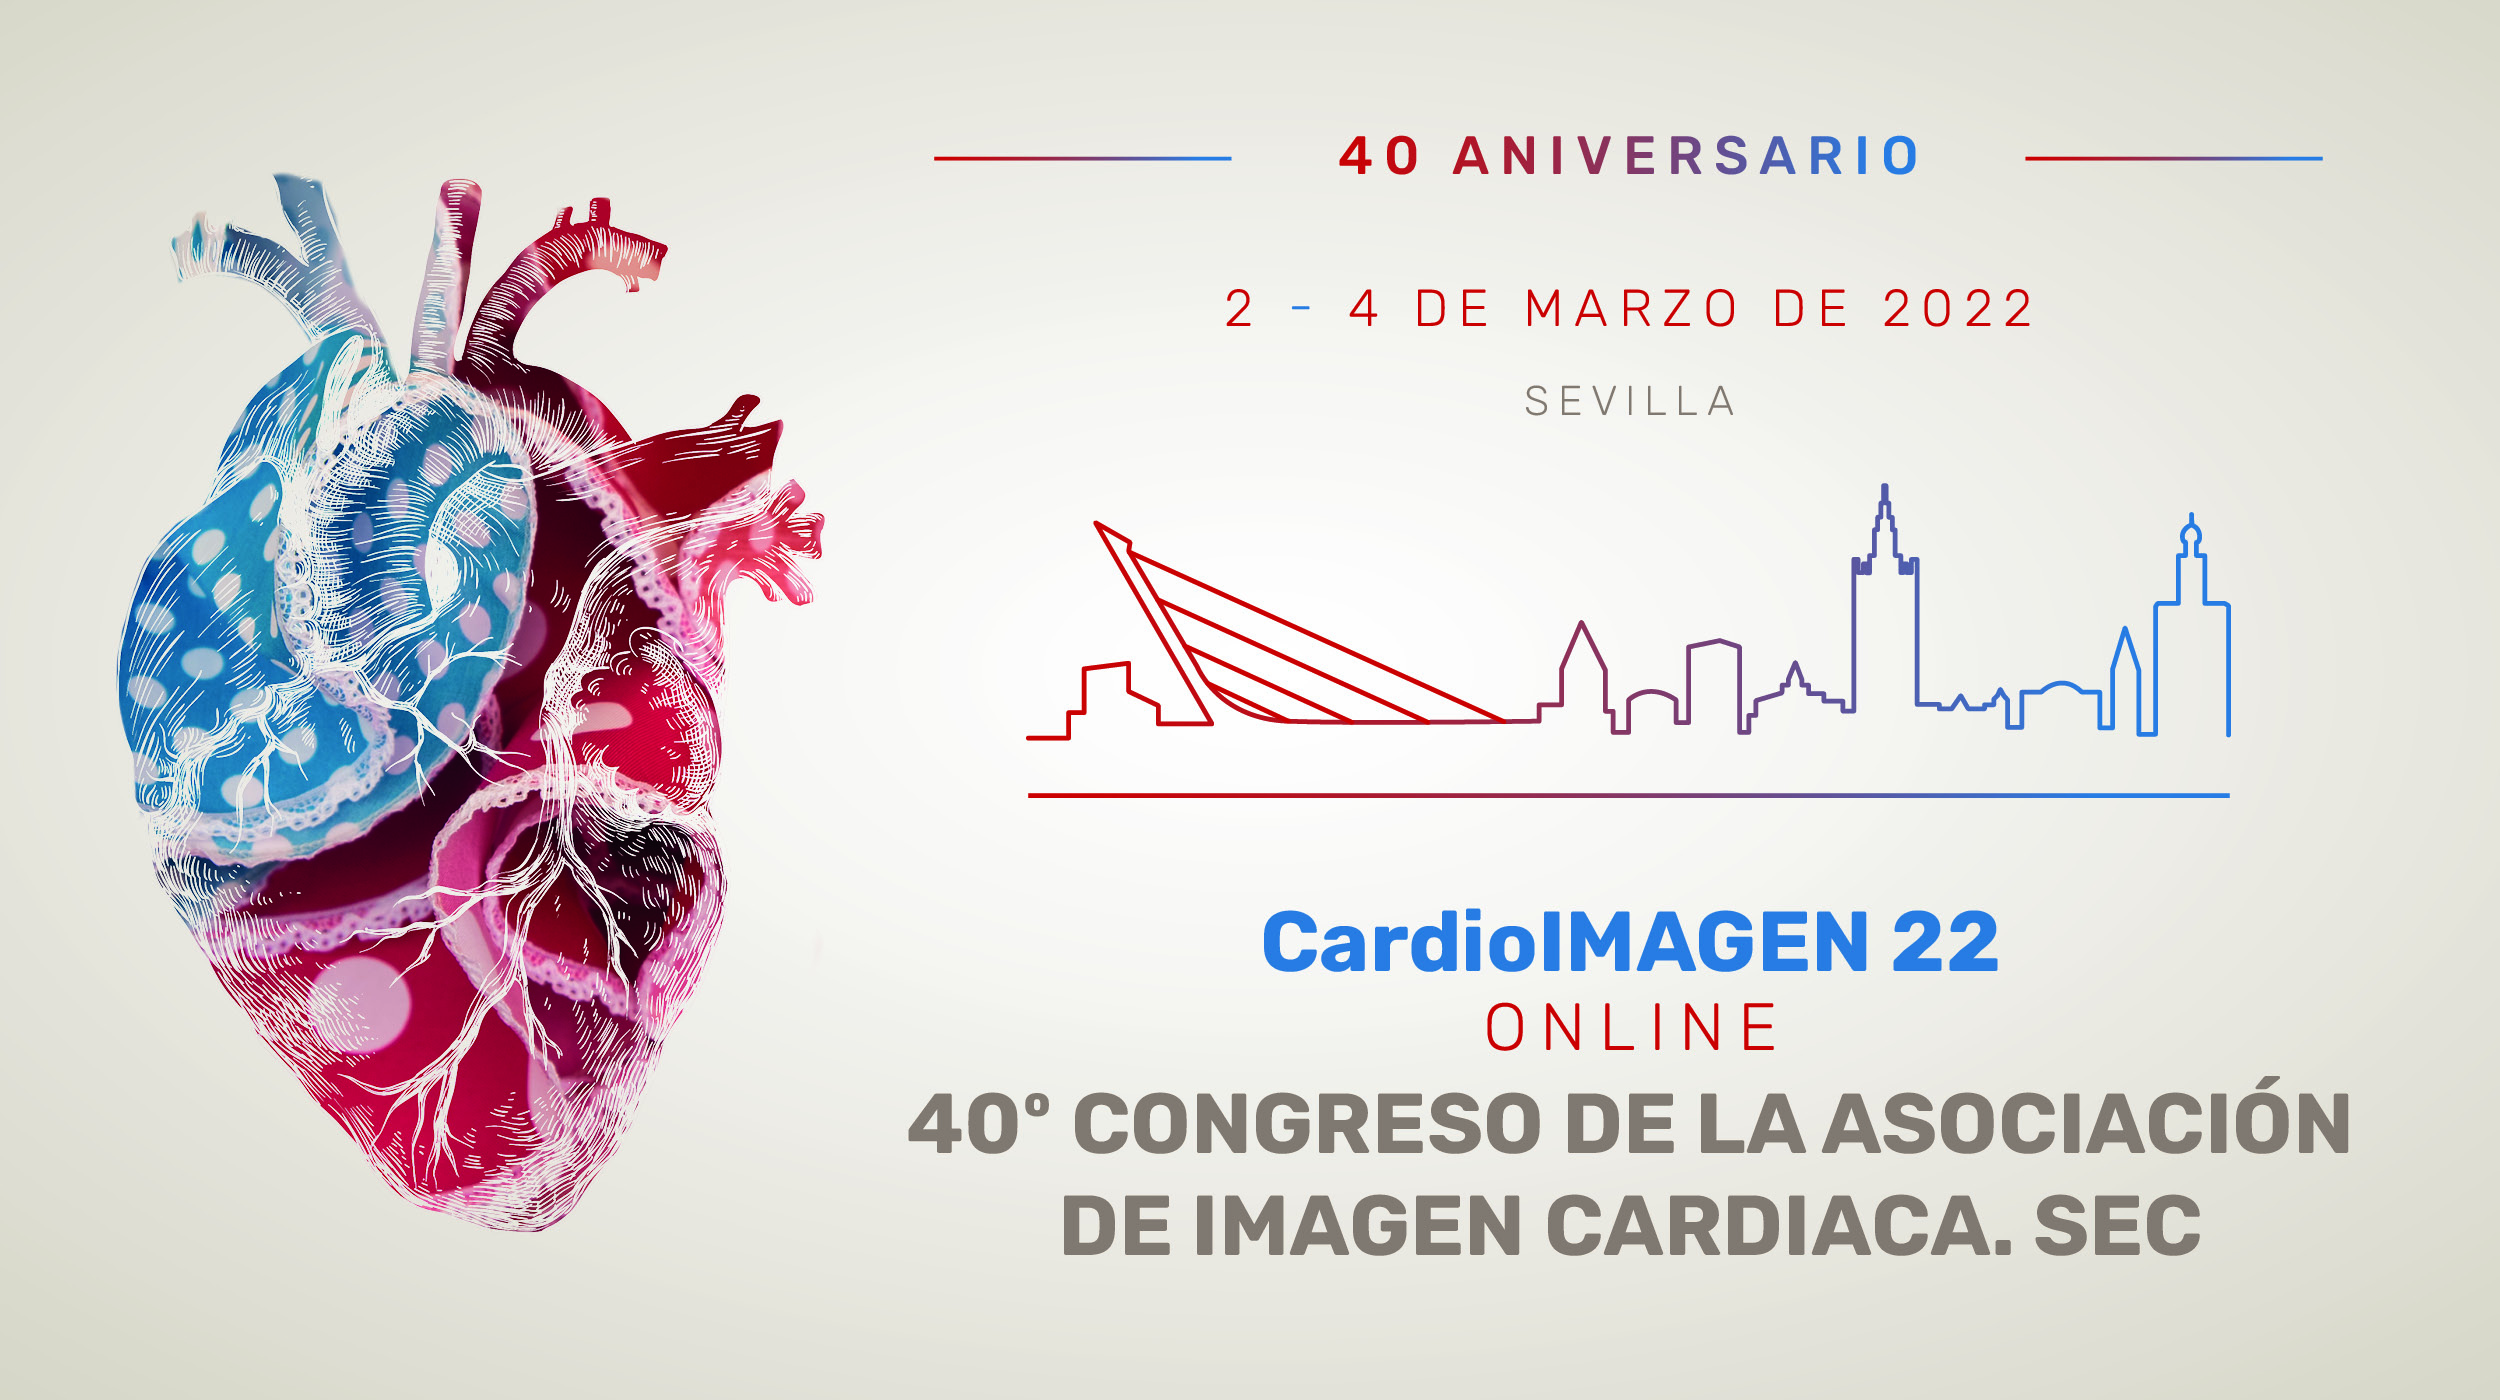 40 ANIVERSARIO
2 - 4 DE MARZO DE 2022
SEVILLA
CardioIMAGEN 22
ONLINE
40º CONGRESO DE LA ASOCIACIÓN
DE IMAGEN CARDIACA. SEC